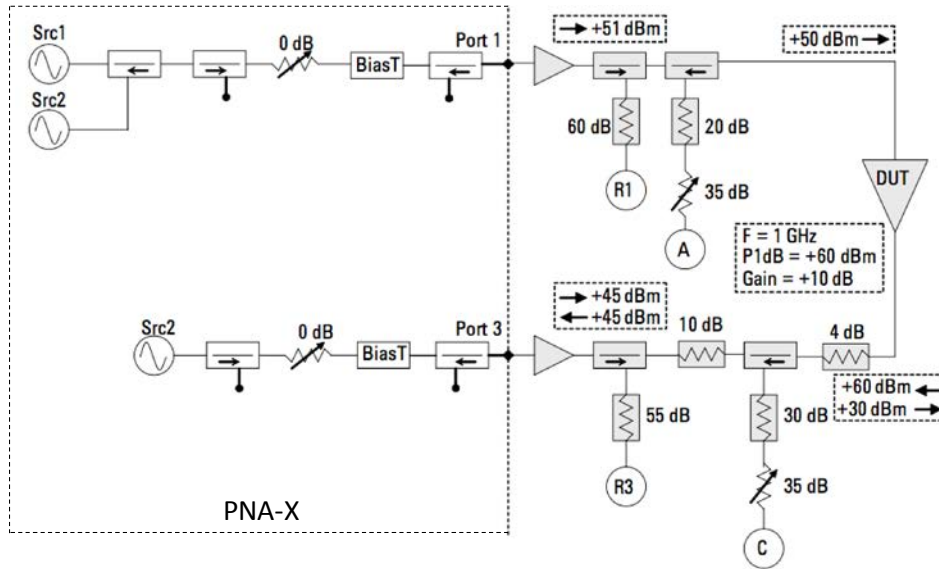 Src1
0 dB
BiasT
Port 1
+51 dBm
+50 dBm
Src2
60 dB
20 dB
R1
35 dB
A
DUT
F = 1 GHz
P1dB = +60 dBm
Gain = +10 dB
+45 dBm
+45 dBm
Src2
0 dB
BiasT
Port 3
10 dB
4 dB
+60 dBm
+30 dBm
55 dB
30 dB
R3
35 dB
C
PNA-X